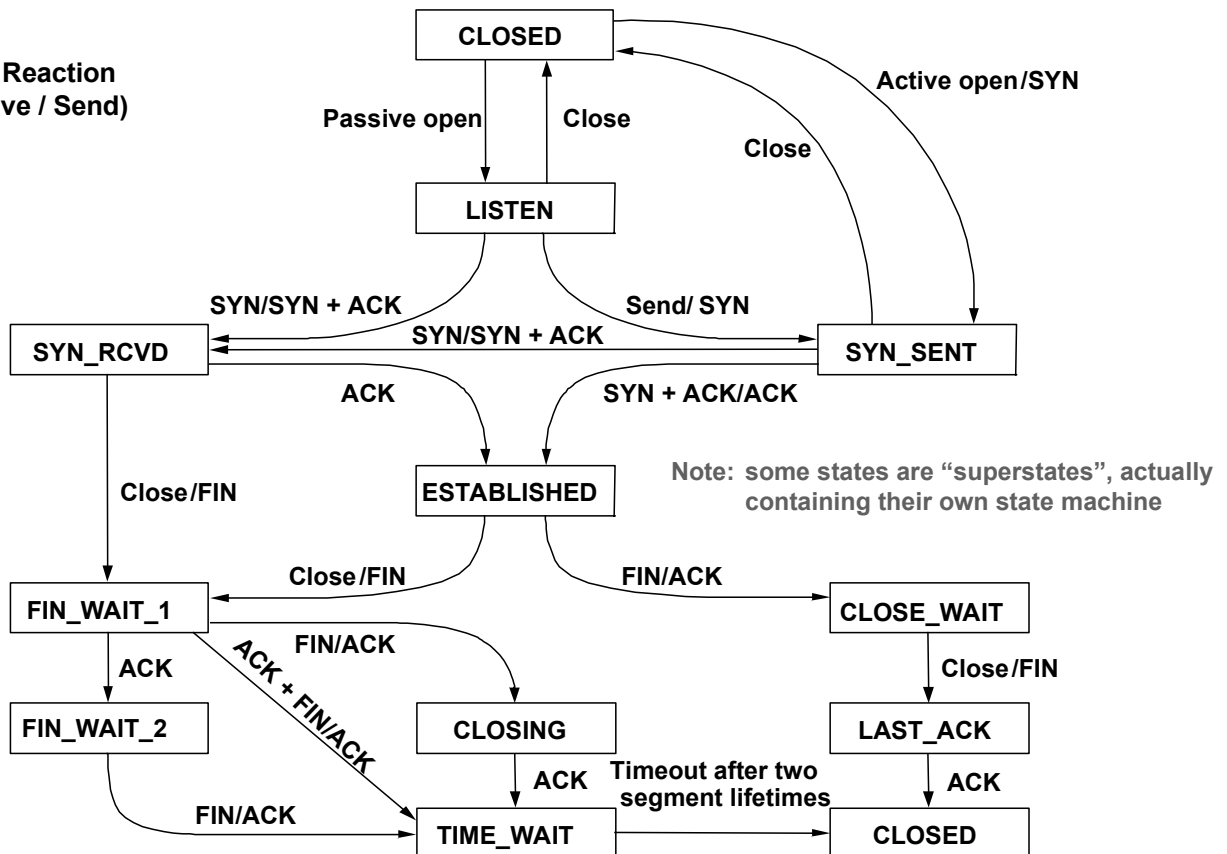 CLOSED
Reaction
ve / Send)
Active open/SYN
Passive open
Close
Close
LISTEN
SYN/SYN + ACK
Send/ SYN
SYN/SYN + ACK
SYN_RCVD
SYN_SENT
ACK
SYN + ACK/ACK
Note: some states are “superstates”, actually
containing their own state machine
Close/FIN
ESTABLISHED
Close/FIN
FIN/ACK
FIN_WAIT_1
CLOSE_WAIT
FIN/ACK
ACK
ACK + FIN/ACK
Close/FIN
FIN_WAIT_2
CLOSING
LAST_ACK
ACK
Timeout after two
segment lifetimes
ACK
FIN/ACK
TIME_WAIT
CLOSED